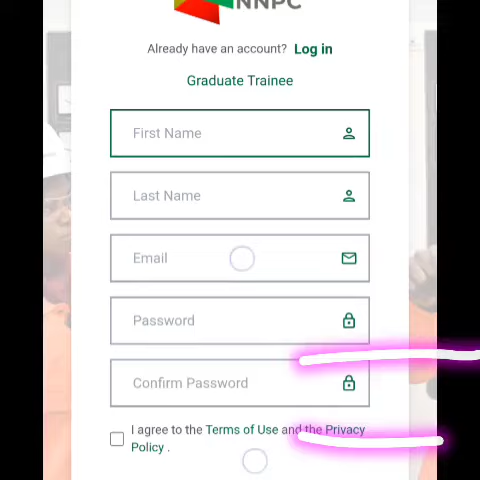 NNPC
Already have an account? Log in
Graduate Trainee
First Name
Last Name
Email
Password
Confirm Password
I agree to the Terms of Use and the Privacy
Policy .